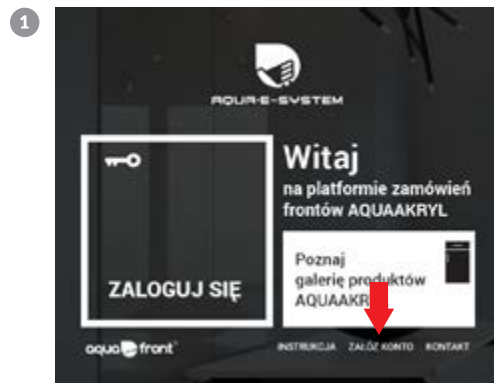 1
AQUA-E-SYSTEM
ZALOGUJ SIĘ
Witaj
na platformie zamówień
frontów AQUAAKRYL
Poznaj
galerię produktów
aqua front
INSTRUKCJA ZAŁÓŻ KONTO KONTAKT